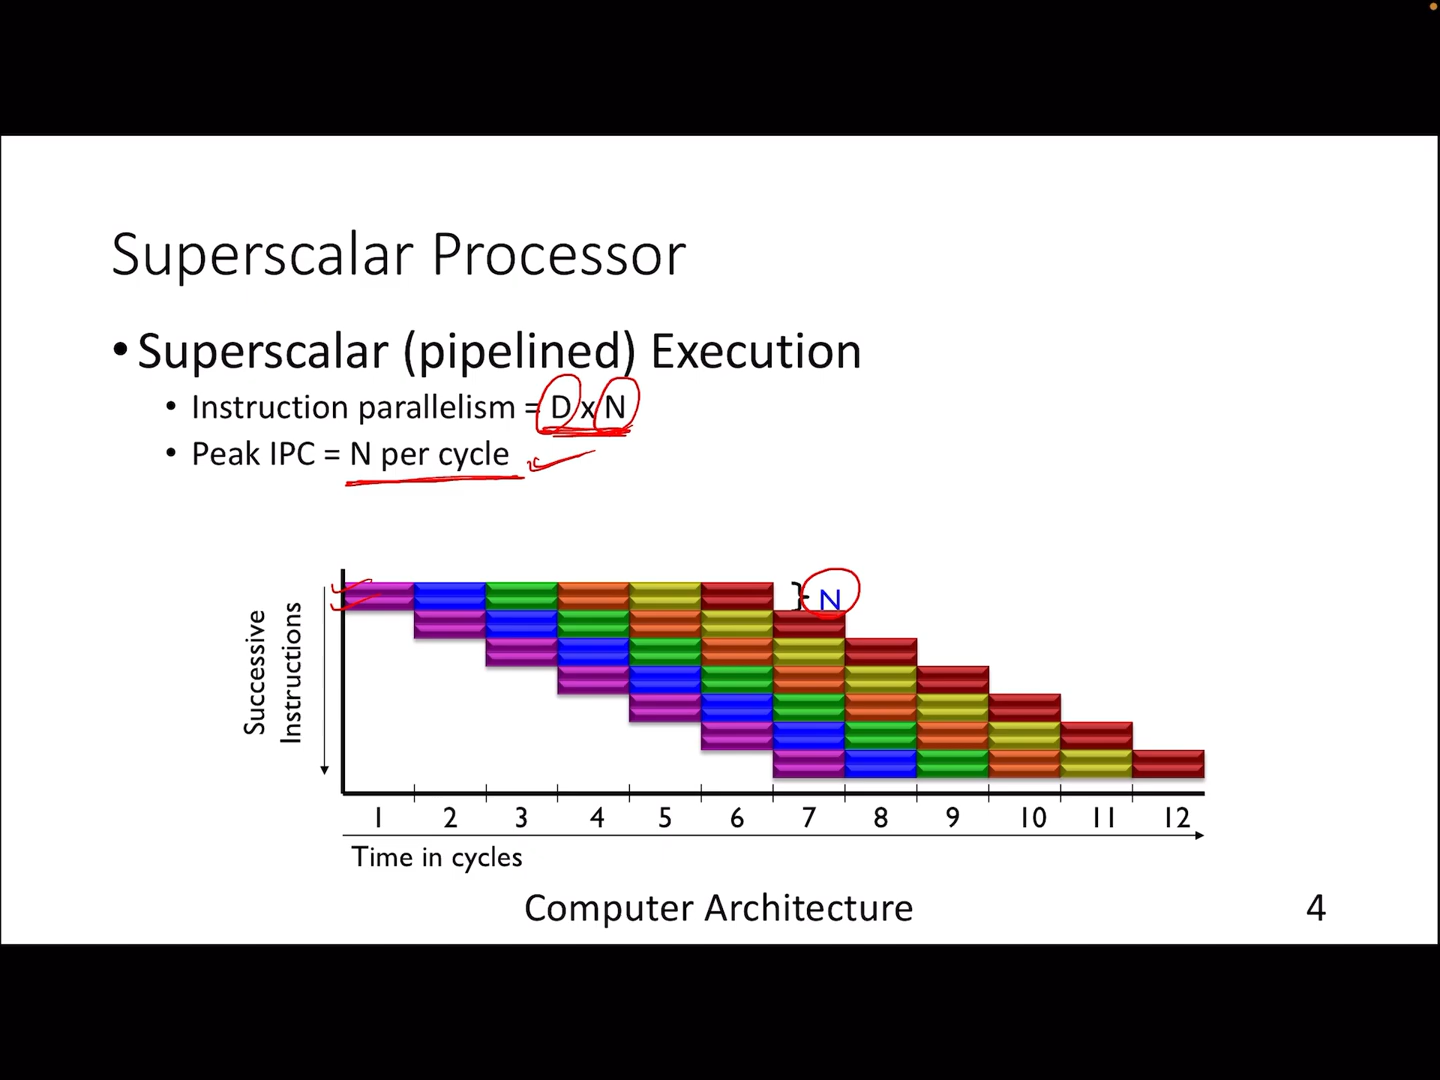 Superscalar Processor
• Superscalar (pipelined) Execution
• Instruction parallelism = D x N
• Peak IPC = N per cycle
} N
Successive
Instructions
1 2 3 4 5 6 7 8 9 10 11 12
Time in cycles
Computer Architecture
4